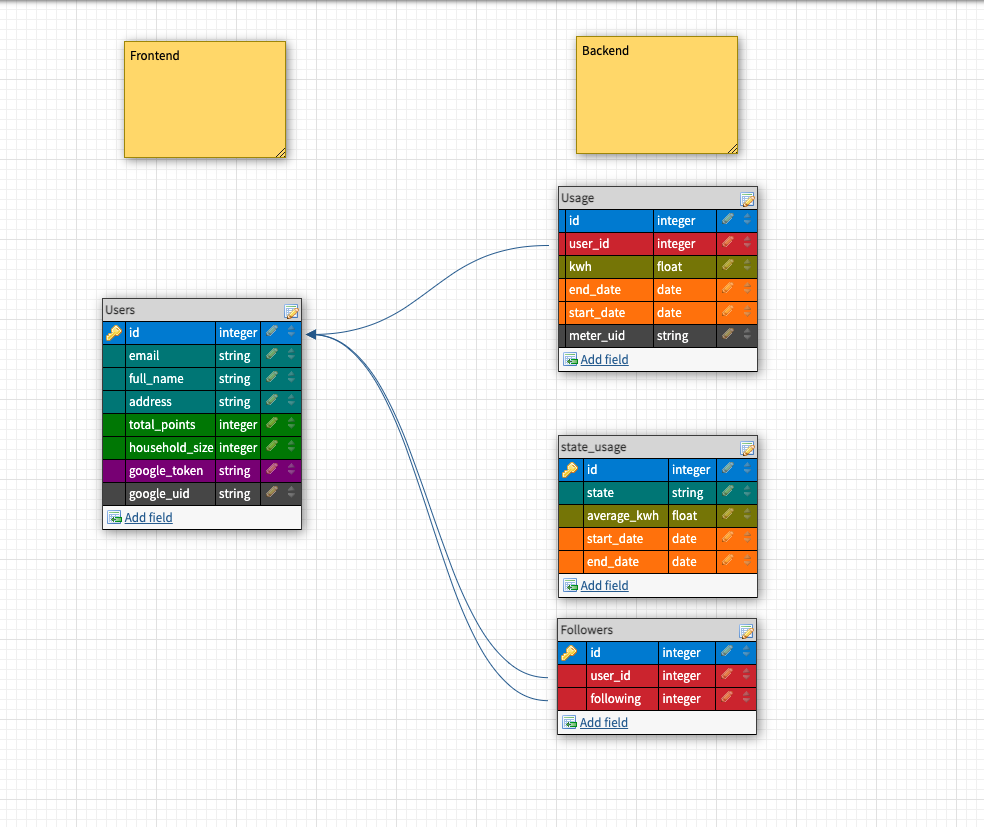 Frontend
Backend
Usage
id integer
user_id integer
kwh float
end_date date
start_date date
meter_uid string
Add field
Users
id integer
email string
full_name string
address string
total_points integer
household_size integer
google_token string
google_uid string
Add field
state_usage
id integer
state string
average_kwh float
start_date date
end_date date
Add field
Followers
id integer
user_id integer
following integer
Add field